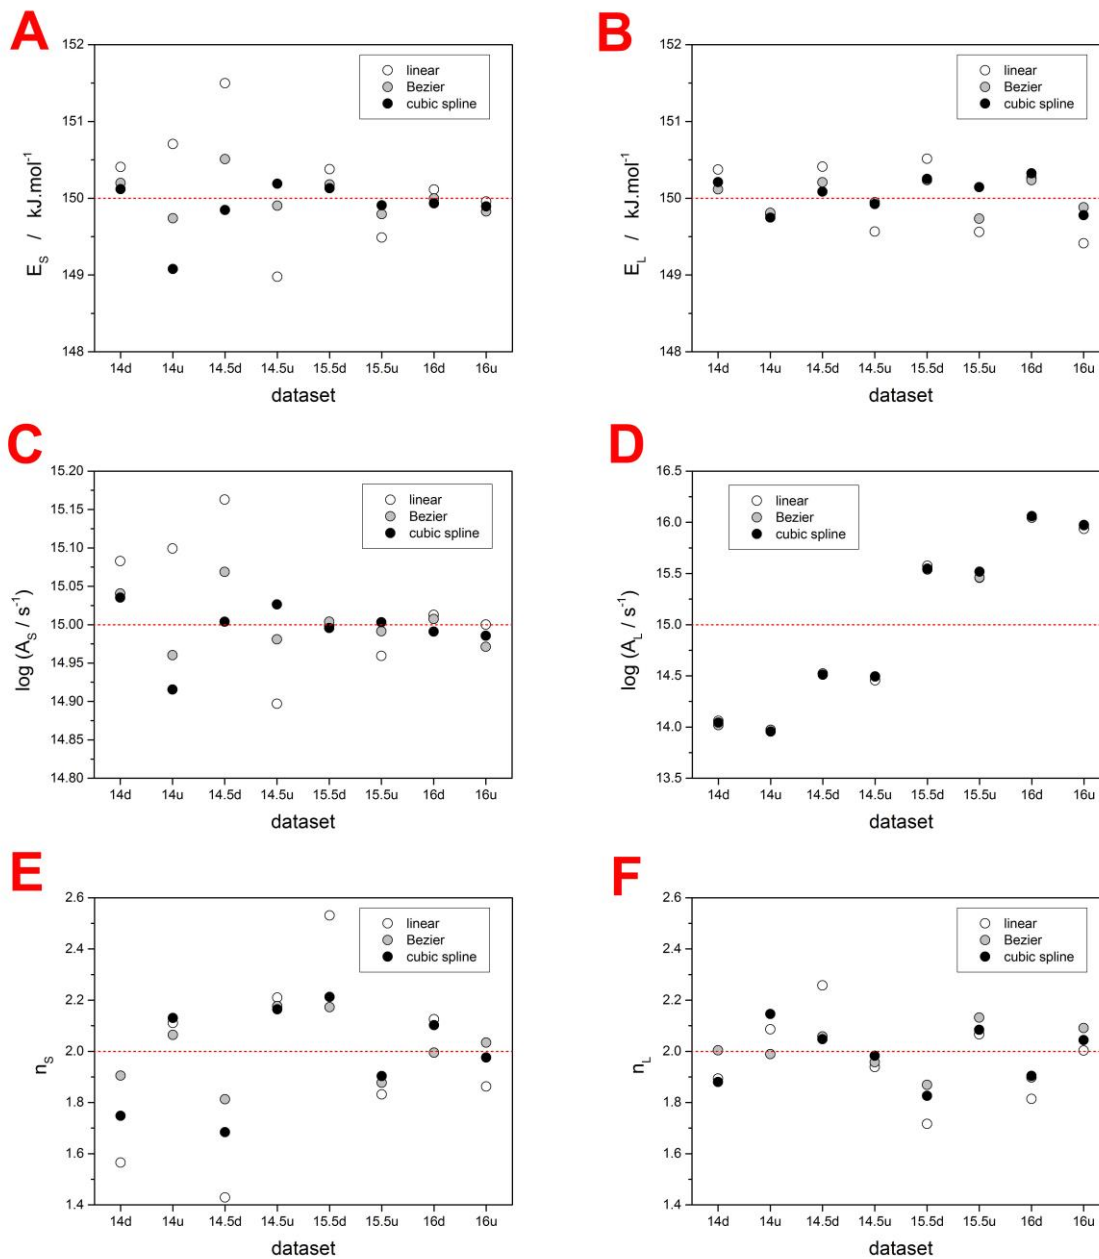 A
152
151
150
149
148
E_S / kJ.mol⁻¹
linear
Bezier
cubic spline
14d 14u 14.5d 14.5u 15.5d 15.5u 16d 16u
dataset
B
152
151
150
149
148
E_L / kJ.mol⁻¹
linear
Bezier
cubic spline
14d 14u 14.5d 14.5u 15.5d 15.5u 16d 16u
dataset
C
15.20
15.15
15.10
15.05
15.00
14.95
14.90
14.85
14.80
log (A_S / s⁻¹)
linear
Bezier
cubic spline
14d 14u 14.5d 14.5u 15.5d 15.5u 16d 16u
dataset
D
16.5
16.0
15.5
15.0
14.5
14.0
13.5
log (A_L / s⁻¹)
linear
Bezier
cubic spline
14d 14u 14.5d 14.5u 15.5d 15.5u 16d 16u
dataset
E
2.6
2.4
2.2
2.0
1.8
1.6
1.4
n_S
linear
Bezier
cubic spline
14d 14u 14.5d 14.5u 15.5d 15.5u 16d 16u
dataset
F
2.6
2.4
2.2
2.0
1.8
1.6
1.4
n_L
linear
Bezier
cubic spline
14d 14u 14.5d 14.5u 15.5d 15.5u 16d 16u
dataset